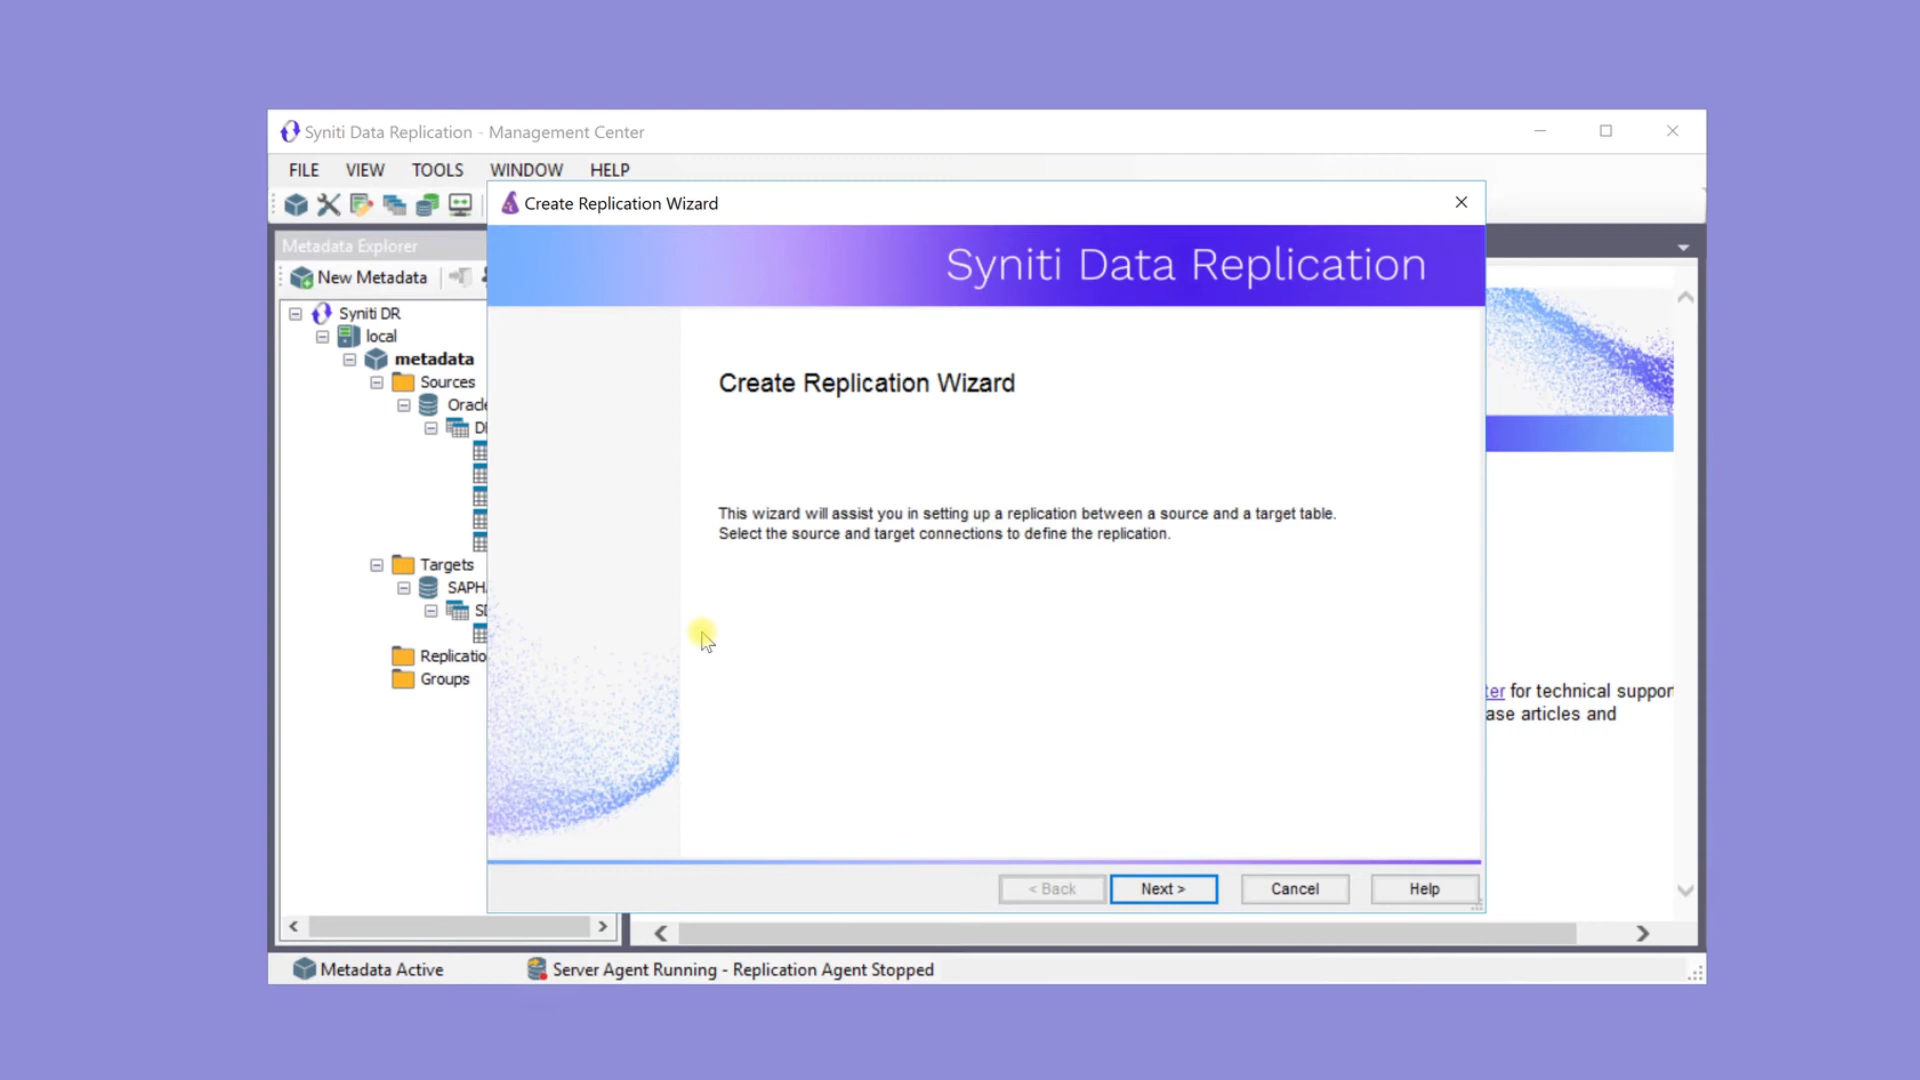 Syniti Data Replication - Management Center
FILE VIEW TOOLS WINDOW HELP
Create Replication Wizard
Syniti Data Replication
Metadata Explorer
New Metadata
Syniti DR
local
metadata
Sources
Oracle
Targets
Replicatio
Groups
Create Replication Wizard
This wizard will assist you in setting up a replication between a source and a target table.
Select the source and target connections to define the replication.
ter for technical suppor
ase articles and
< Back Next > Cancel Help
Metadata Active
Server Agent Running - Replication Agent Stopped